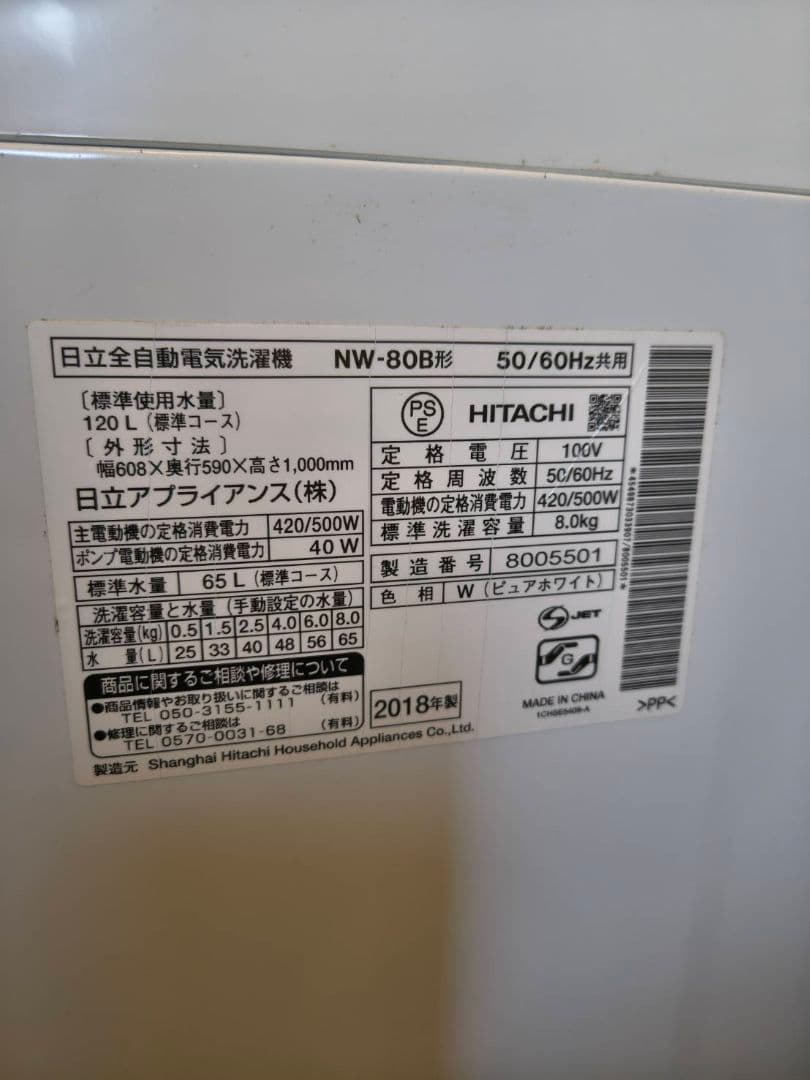 日立全自動電気洗濯機 NW-80B形 50/60Hz共用
〔標準使用水量〕
120 L (標準コース)
〔外形寸法〕
幅608×奥行590×高さ1,000mm
日立アプライアンス(株)
主電動機の定格消費電力 420/500W
ポンプ電動機の定格消費電力 40 W
標準水量 65 L (標準コース)
洗濯容量と水量 (手動設定の水量)
洗濯容量(kg) 0.5 1.5 2.5 4.0 6.0 8.0
水 量(L) 25 33 40 48 56 65
商品に関するご相談や修理について
●商品情報やお取り扱いに関するご相談は
TEL 050-3155-1111 (有料)
●修理に関するご相談は
TEL 0570-0031-68 (有料)
製造元 Shanghai Hitachi Household Appliances Co.,Ltd.
PS
E
HITACHI
定格電圧 100V
定格周波数 50/60Hz
電動機の定格消費電力 420/500W
標準洗濯容量 8.0kg
製造番号 8005501
色相 W (ピュアホワイト)
S JET
G
2018年製
MADE IN CHINA
>PP<